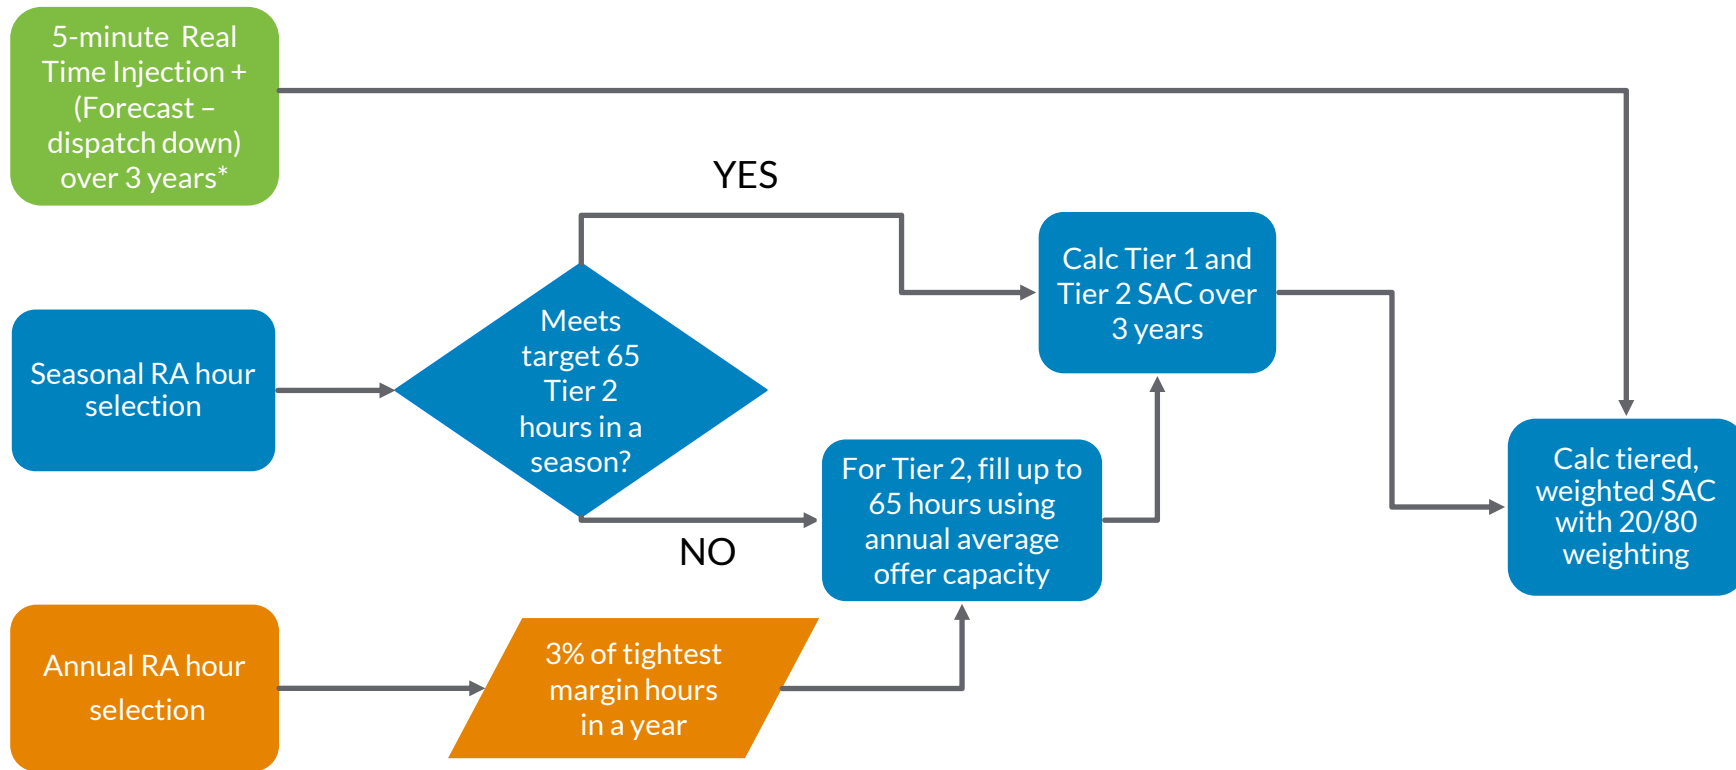 5-minute  Real
Time Injection +
(Forecast –
dispatch down)
over 3 years*
YES
Calc Tier 1 and
Tier 2 SAC over
3 years
Seasonal RA hour
selection
Meets
target 65
Tier 2
hours in a
season?
NO
For Tier 2, fill up to
65 hours using
annual average
offer capacity
Calc tiered,
weighted SAC
with 20/80
weighting
Annual RA hour
selection
3% of tightest
margin hours
in a year